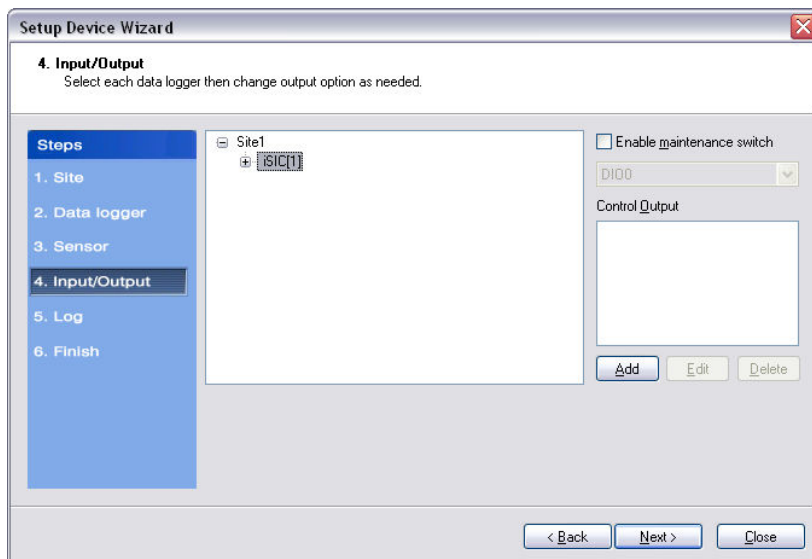 Setup Device Wizard
4. Input/Output
Select each data logger then change output option as needed.
Steps
1. Site
2. Data logger
3. Sensor
4. Input/Output
5. Log
6. Finish
Site1
iSIC[1]
Enable maintenance switch
DIO0
Control Output
Add
Edit
Delete
< Back
Next >
Close